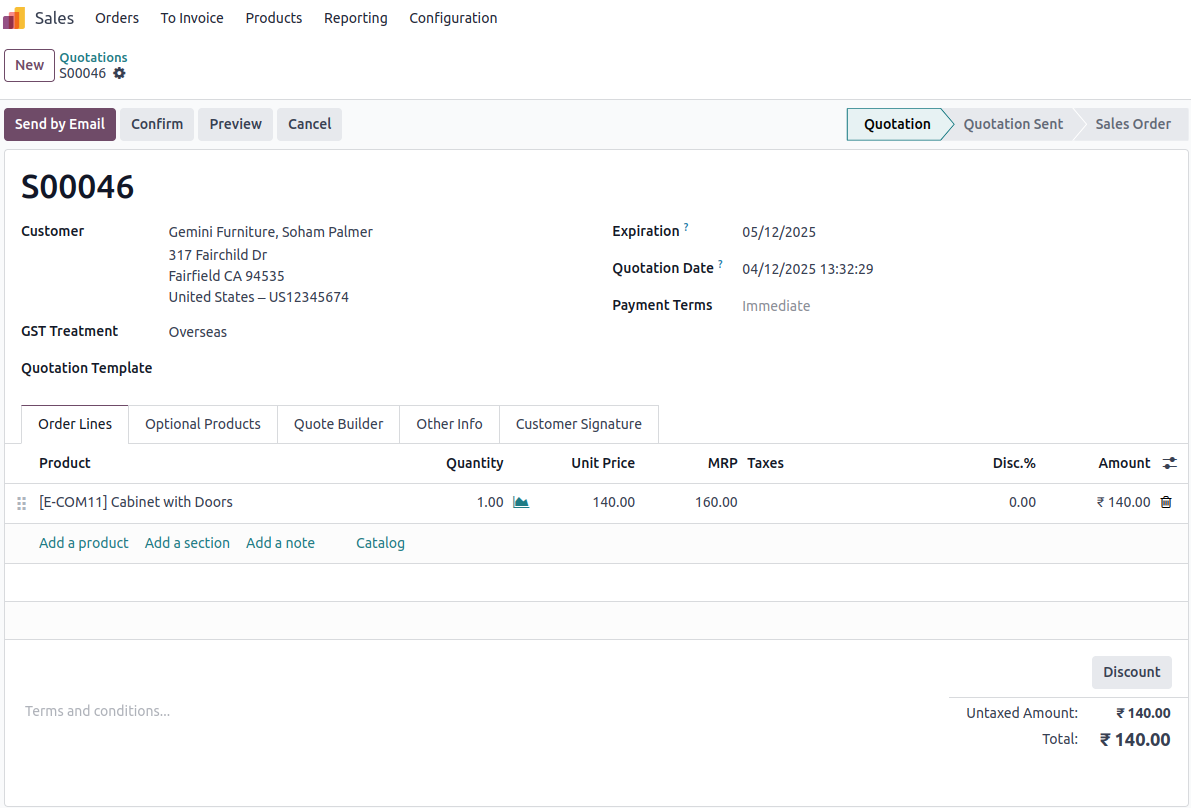 Sales Orders To Invoice Products Reporting Configuration
New
Quotations
S00046
Send by Email Confirm Preview Cancel Quotation Quotation Sent Sales Order
S00046
Customer Gemini Furniture, Soham Palmer
317 Fairchild Dr
Fairfield CA 94535
United States – US12345674
GST Treatment Overseas
Quotation Template
Expiration ? 05/12/2025
Quotation Date ? 04/12/2025 13:32:29
Payment Terms Immediate
Order Lines Optional Products Quote Builder Other Info Customer Signature
Product Quantity Unit Price MRP Taxes Disc.% Amount
[E-COM11] Cabinet with Doors 1.00 140.00 160.00 0.00 ₹ 140.00
Add a product Add a section Add a note Catalog
Discount
Terms and conditions...
Untaxed Amount: ₹ 140.00
Total: ₹ 140.00